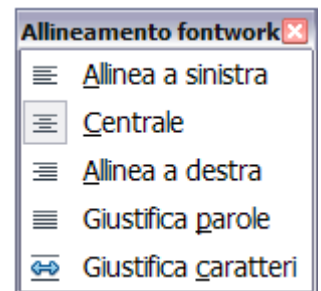 Allineamento fontwork
Allinea a sinistra
Centrale
Allinea a destra
Giustifica parole
Giustifica caratteri